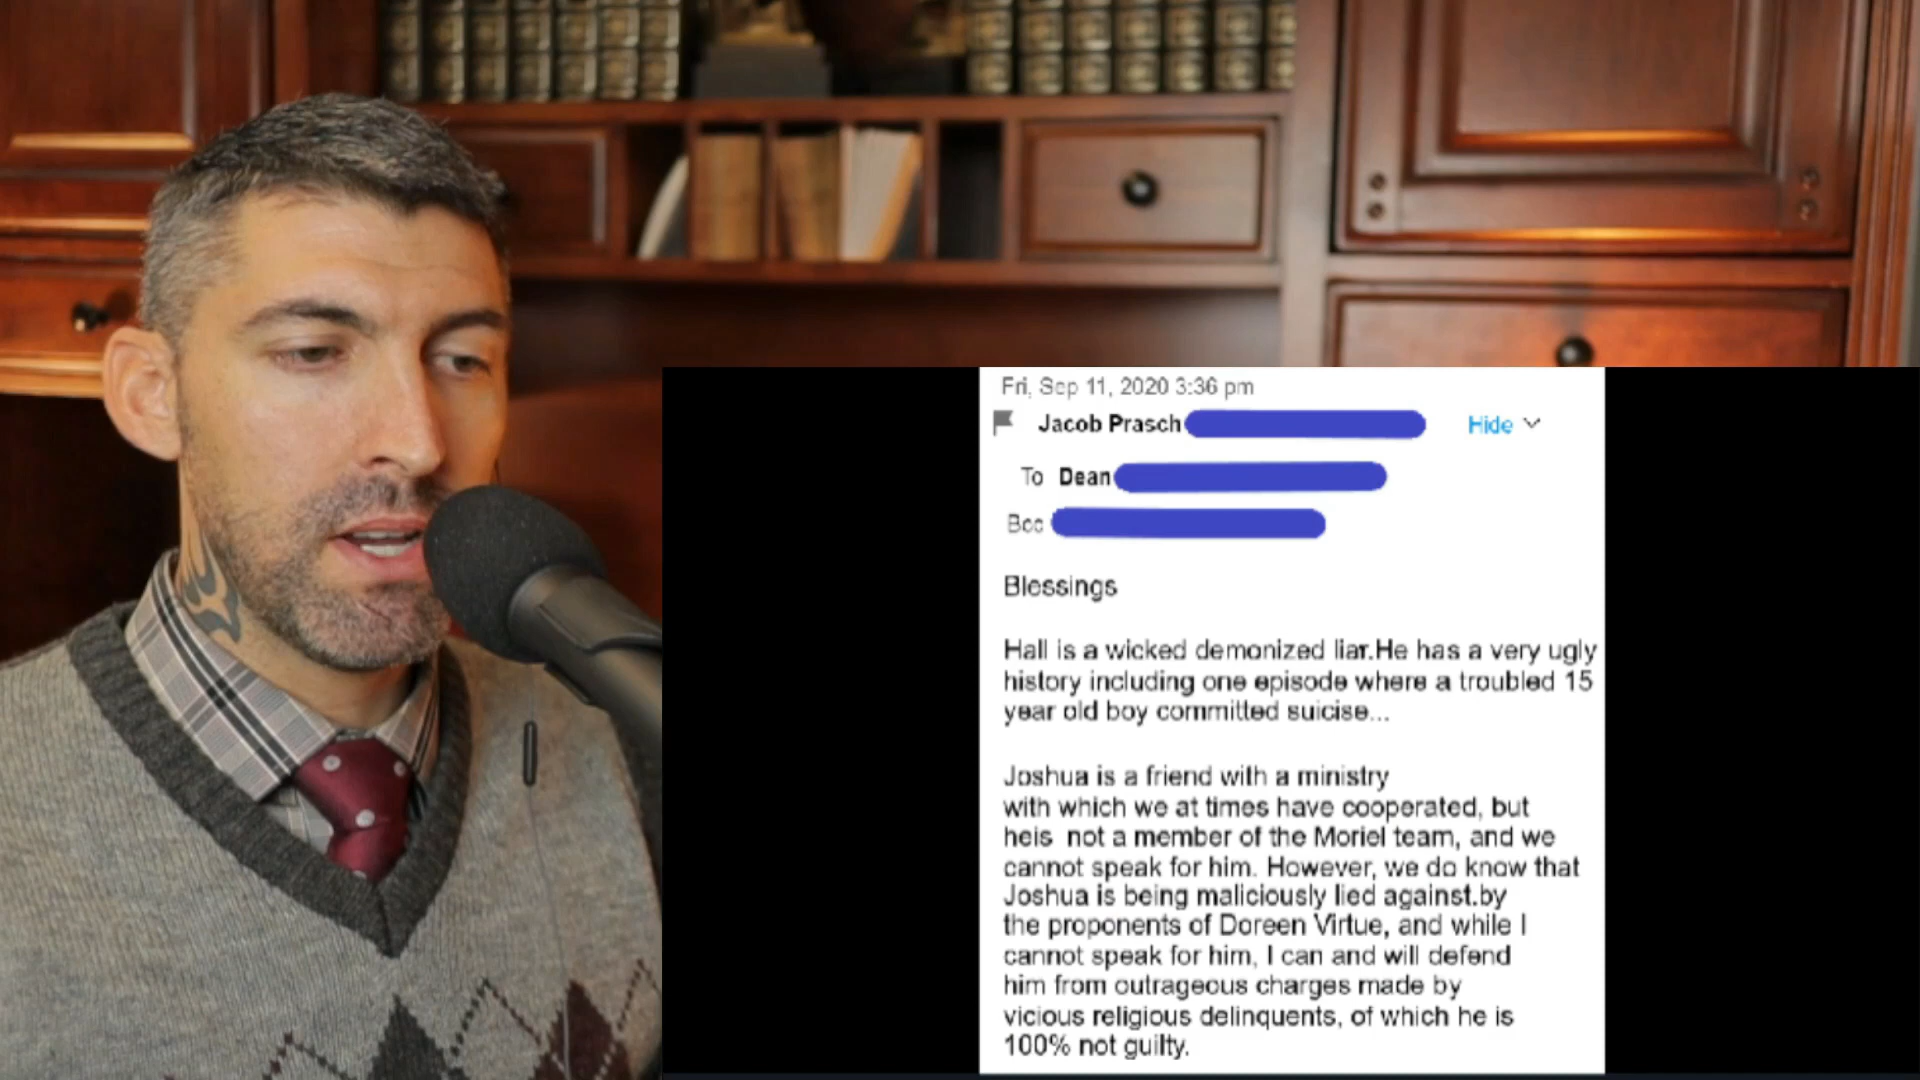 Fri, Sep 11, 2020 3:36 pm
Jacob Prasch
Hide
To Dean
Bcc
Blessings
Hall is a wicked demonized liar.He has a very ugly
history including one episode where a troubled 15
year old boy committed suicise...
Joshua is a friend with a ministry
with which we at times have cooperated, but
heis not a member of the Moriel team, and we
cannot speak for him. However, we do know that
Joshua is being maliciously lied against.by
the proponents of Doreen Virtue, and while I
cannot speak for him, I can and will defend
him from outrageous charges made by
vicious religious delinquents, of which he is
100% not guilty.